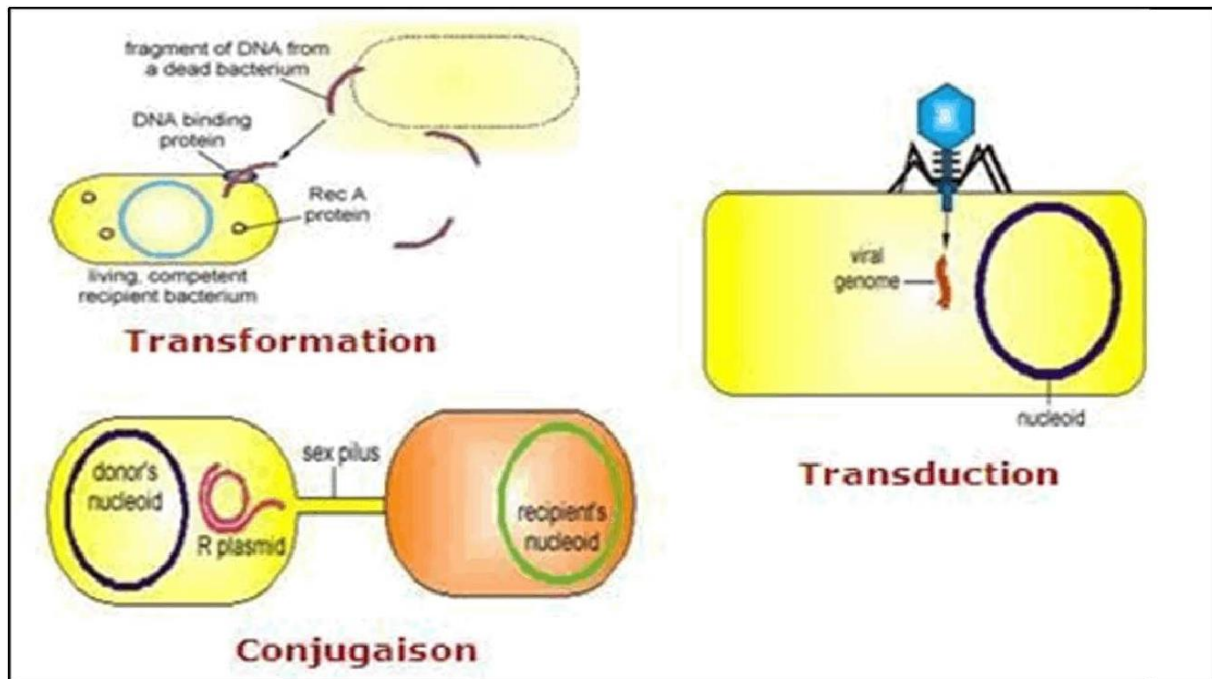 fragment of DNA from
a dead bacterium
DNA binding
protein
Rec A
protein
living, competent
recipient bacterium
Transformation
viral
genome
nucleoid
Transduction
donor's
nucleoid
R plasmid
sex pilus
recipient's
nucleoid
Conjugaison